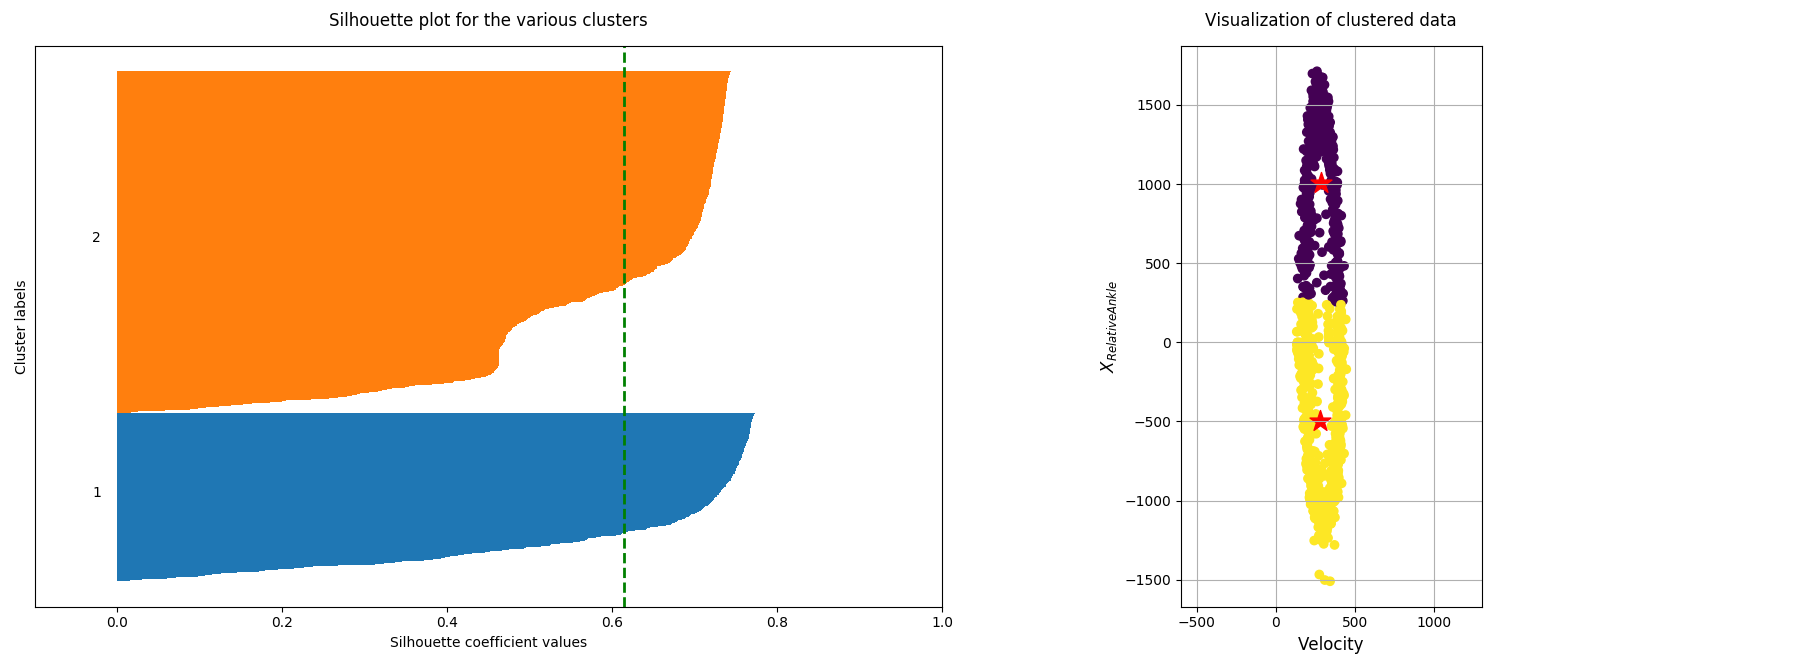 Silhouette plot for the various clusters
Cluster labels
2
1
0.0 0.2 0.4 0.6 0.8 1.0
Silhouette coefficient values
Visualization of clustered data
X RelativeAnkle
1500
1000
500
0
−500
−1000
−1500
−500 0 500 1000
Velocity